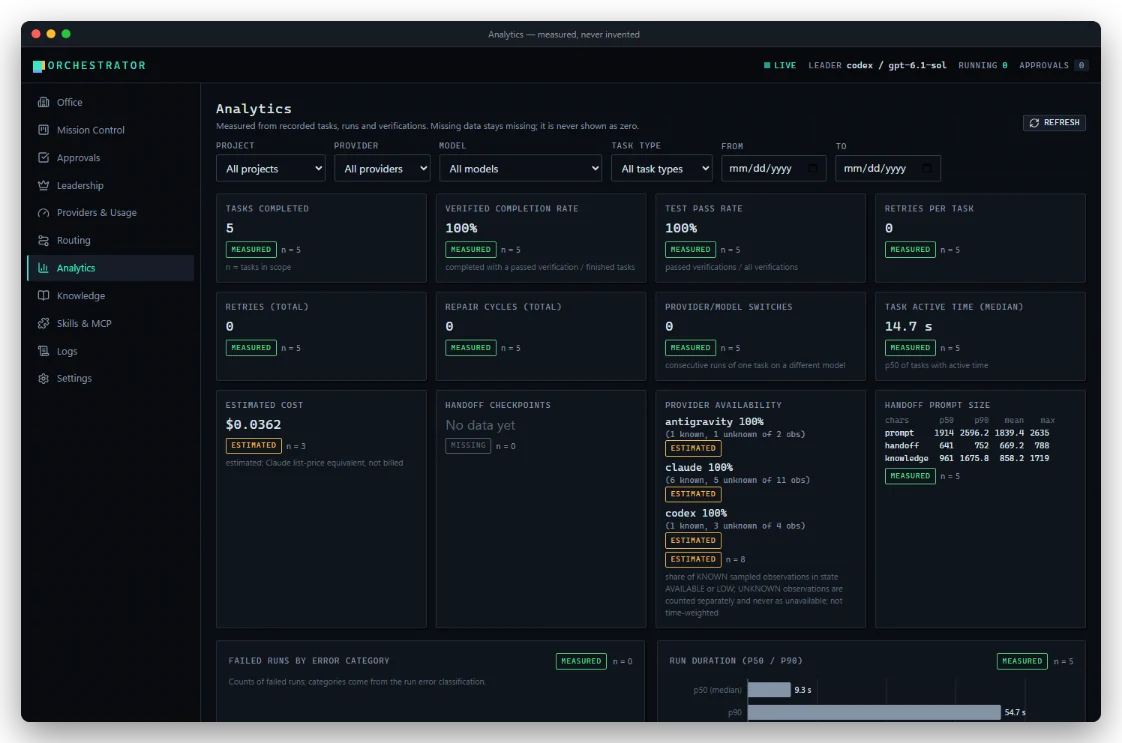 Analytics — measured, never invented
ORCHESTRATOR
LIVE LEADER codex / gpt-6.1-sol RUNNING 0 APPROVALS 0
Office
Mission Control
Approvals
Leadership
Providers & Usage
Routing
Analytics
Knowledge
Skills & MCP
Logs
Settings
Analytics
Measured from recorded tasks, runs and verifications. Missing data stays missing; it is never shown as zero.
REFRESH
PROJECT PROVIDER MODEL TASK TYPE FROM TO
All projects All providers All models All task types mm/dd/yyyy mm/dd/yyyy
TASKS COMPLETED
5
MEASURED n = 5
n = tasks in scope
VERIFIED COMPLETION RATE
100%
MEASURED n = 5
completed with a passed verification / finished tasks
TEST PASS RATE
100%
MEASURED n = 5
passed verifications / all verifications
RETRIES PER TASK
0
MEASURED n = 5
RETRIES (TOTAL)
0
MEASURED n = 5
REPAIR CYCLES (TOTAL)
0
MEASURED n = 5
PROVIDER/MODEL SWITCHES
0
MEASURED n = 5
consecutive runs of one task on a different model
TASK ACTIVE TIME (MEDIAN)
14.7 s
MEASURED n = 5
p50 of tasks with active time
ESTIMATED COST
$0.0362
ESTIMATED n = 3
estimated: Claude list-price equivalent, not billed
HANDOFF CHECKPOINTS
No data yet
MISSING n = 0
PROVIDER AVAILABILITY
antigravity 100%
(1 known, 1 unknown of 2 obs)
ESTIMATED
claude 100%
(6 known, 5 unknown of 11 obs)
ESTIMATED
codex 100%
(1 known, 3 unknown of 4 obs)
ESTIMATED
ESTIMATED n = 8
share of KNOWN sampled observations in state
AVAILABLE or LOW; UNKNOWN observations are
counted separately and never as unavailable; not
time-weighted
HANDOFF PROMPT SIZE
chars p50 p90 mean max
prompt 1914 2596.2 1839.4 2635
handoff 641 752 669.2 788
knowledge 961 1675.8 858.2 1719
MEASURED n = 5
FAILED RUNS BY ERROR CATEGORY MEASURED n = 0
Counts of failed runs; categories come from the run error classification.
RUN DURATION (P50 / P90) MEASURED n = 5
p50 (median) 9.3 s
p90 54.7 s